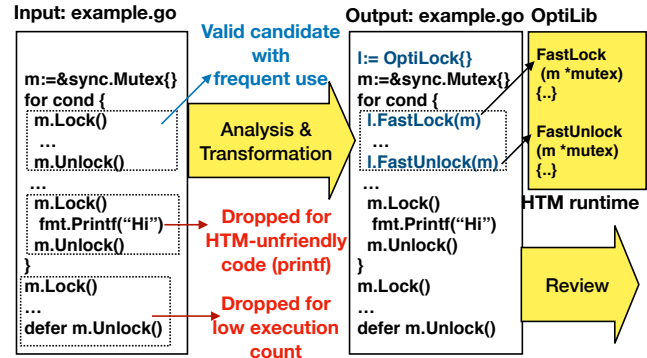 Input: example.go
m:=&sync.Mutex{}
for cond {
m.Lock()
...
m.Unlock()
...
m.Lock()
fmt.Printf(“Hi”)
m.Unlock()
}
m.Lock()
...
defer m.Unlock()
Valid candidate
with
frequent use
Analysis &
Transformation
Dropped for
HTM-unfriendly
code (printf)
Dropped for
low execution
count
Output: example.go
l:= OptiLock{}
m:=&sync.Mutex{}
for cond {
l.FastLock(m)
...
l.FastUnlock(m)
...
m.Lock()
fmt.Printf(“Hi”)
m.Unlock()
}
m.Lock()
...
defer m.Unlock()
OptiLib
FastLock
(m *mutex)
{..}
FastUnlock
(m *mutex)
{..}
HTM runtime
Review